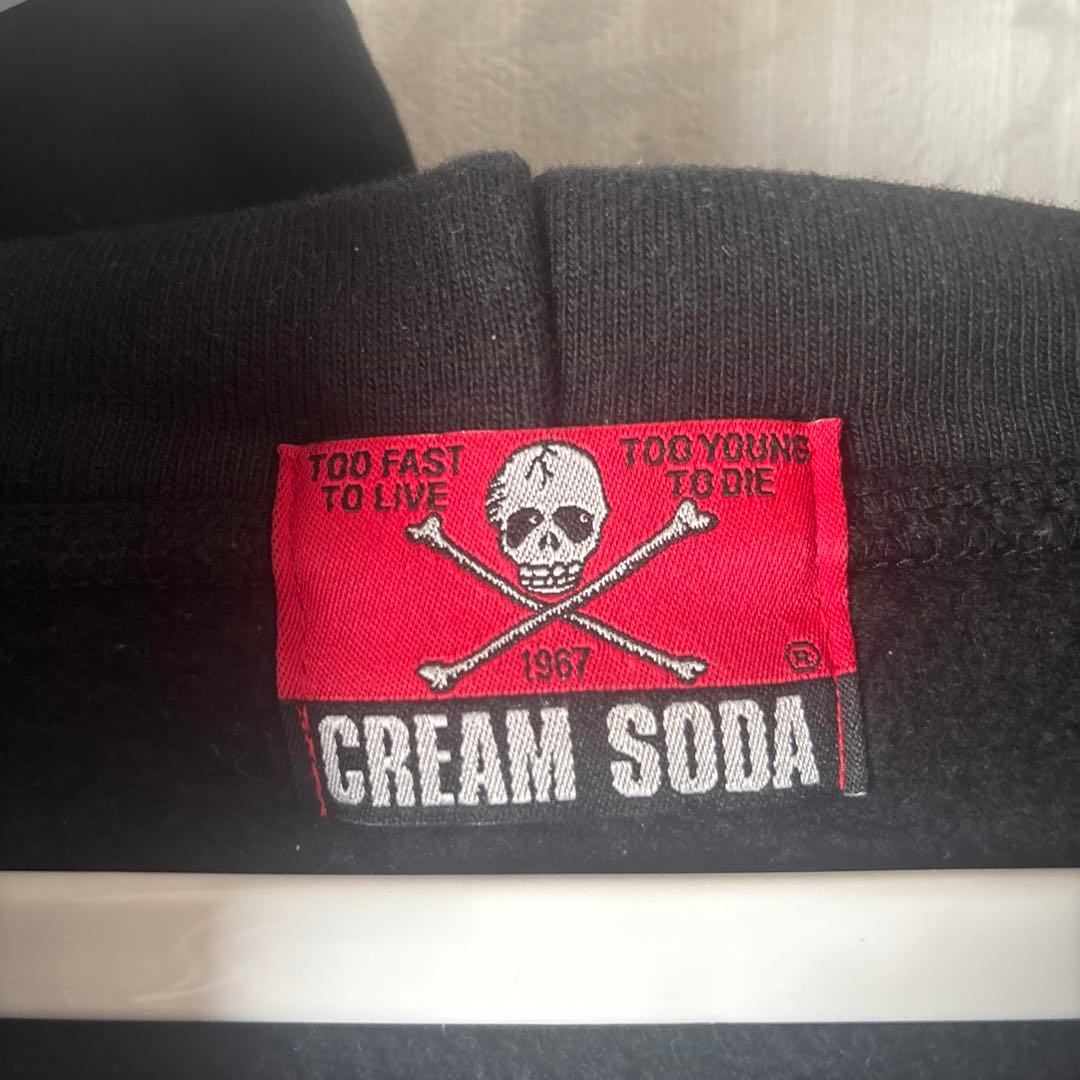 TOO FAST
TO LIVE
TOO YOUNG
TO DIE
1967
®
CREAM SODA